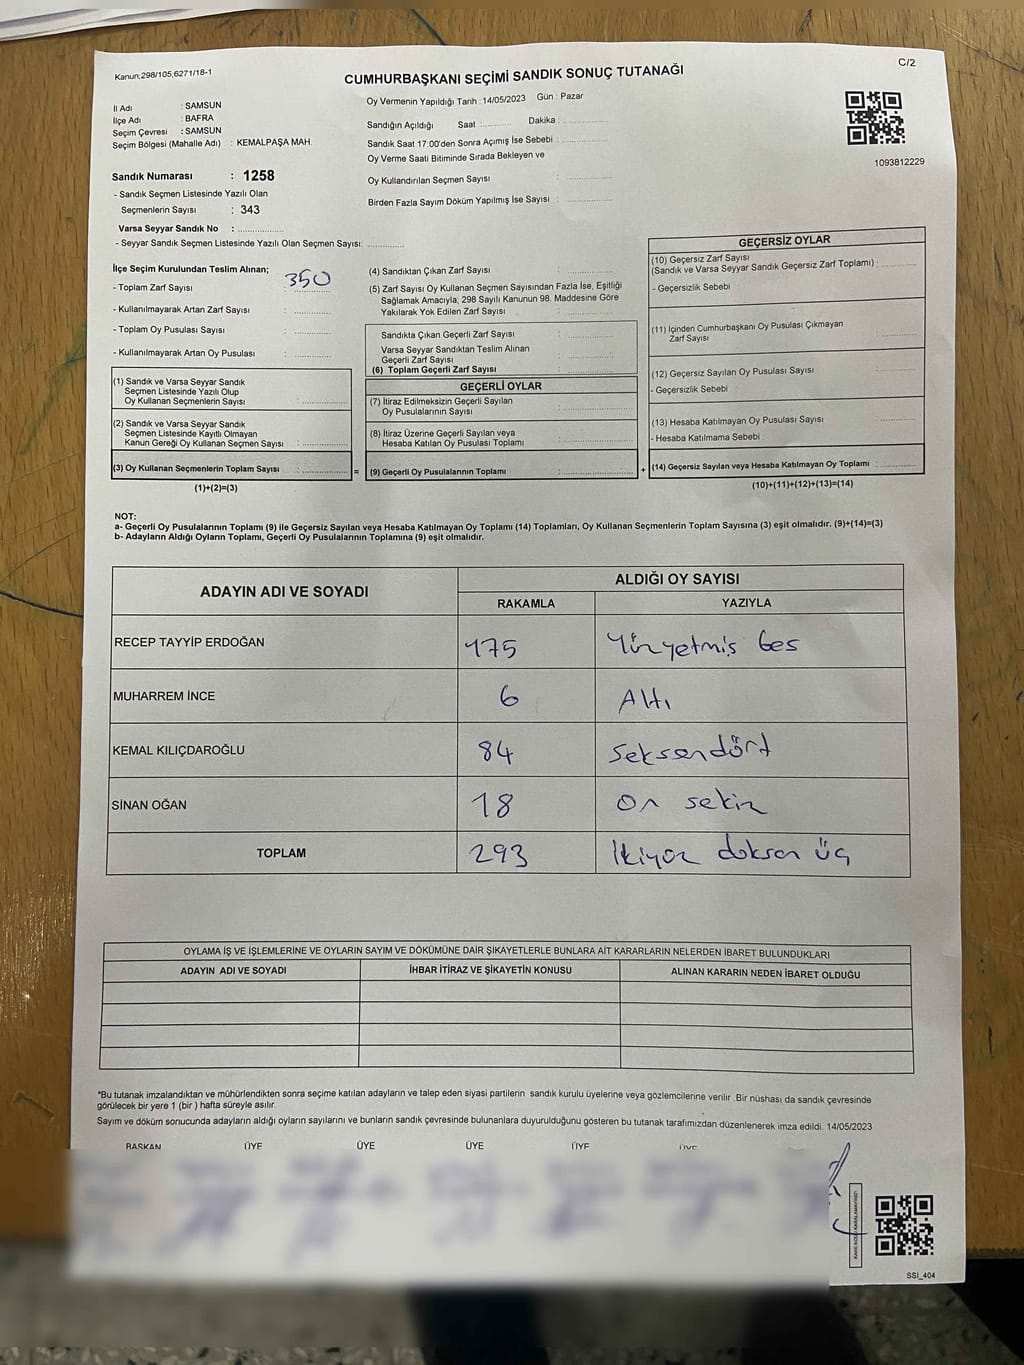 Kanun;298/105,6271/18-1
C/2
CUMHURBAŞKANI SEÇİMİ SANDIK SONUÇ TUTANAĞI
İl Adı : SAMSUN
İlçe Adı : BAFRA
Seçim Çevresi : SAMSUN
Seçim Bölgesi (Mahalle Adı) : KEMALPAŞA MAH.
Oy Vermenin Yapıldığı Tarih : 14/05/2023 Gün : Pazar
Sandığın Açıldığı Saat :.......... Dakika :..............
Sandık Saat 17.00'den Sonra Açımış İse Sebebi :..............
Oy Verme Saati Bitiminde Sırada Bekleyen ve
Oy Kullandırılan Seçmen Sayısı :..............
Birden Fazla Sayım Döküm Yapılmış İse Sayısı :..............
1093812229
Sandık Numarası : 1258
- Sandık Seçmen Listesinde Yazılı Olan
Seçmenlerin Sayısı : 343
Varsa Seyyar Sandık No :..............
- Seyyar Sandık Seçmen Listesinde Yazılı Olan Seçmen Sayısı:...........
İlçe Seçim Kurulundan Teslim Alınan;
- Toplam Zarf Sayısı : 350
- Kullanılmayarak Artan Zarf Sayısı :...........
- Toplam Oy Pusulası Sayısı :...........
- Kullanılmayarak Artan Oy Pusulası :...........
(1) Sandık ve Varsa Seyyar Sandık
Seçmen Listesinde Yazılı Olup
Oy Kullanan Seçmenlerin Sayısı :..............
(2) Sandık ve Varsa Seyyar Sandık
Seçmen Listesinde Kayıtlı Olmayan
Kanun Gereği Oy Kullanan Seçmen Sayısı :..............
(3) Oy Kullanan Seçmenlerin Toplam Sayısı :..............
(1)+(2)=(3)
(4) Sandıktan Çıkan Zarf Sayısı :..............
(5) Zarf Sayısı Oy Kullanan Seçmen Sayısından Fazla İse, Eşitliği
Sağlamak Amacıyla; 298 Sayılı Kanunun 98. Maddesine Göre
Yakılarak Yok Edilen Zarf Sayısı :..............
Sandıkta Çıkan Geçerli Zarf Sayısı :..............
Varsa Seyyar Sandıktan Teslim Alınan
Geçerli Zarf Sayısı :..............
(6) Toplam Geçerli Zarf Sayısı :..............
GEÇERLİ OYLAR
(7) İtiraz Edilmeksizin Geçerli Sayılan
Oy Pusulalarının Sayısı :..............
(8) İtiraz Üzerine Geçerli Sayılan veya
Hesaba Katılan Oy Pusulası Toplamı :..............
= (9) Geçerli Oy Pusulalarının Toplamı :..............
GEÇERSİZ OYLAR
(10) Geçersiz Zarf Sayısı
(Sandık ve Varsa Seyyar Sandık Geçersiz Zarf Toplamı) :...........
- Geçersizlik Sebebi
(11) İçinden Cumhurbaşkanı Oy Pusulası Çıkmayan
Zarf Sayısı :...........
(12) Geçersiz Sayılan Oy Pusulası Sayısı :...........
- Geçersizlik Sebebi
(13) Hesaba Katılmayan Oy Pusulası Sayısı :...........
- Hesaba Katılmama Sebebi
+ (14) Geçersiz Sayılan veya Hesaba Katılmayan Oy Toplamı :...........
(10)+(11)+(12)+(13)=(14)
NOT:
a- Geçerli Oy Pusulalarının Toplamı (9) ile Geçersiz Sayılan veya Hesaba Katılmayan Oy Toplamı (14) Toplamları, Oy Kullanan Seçmenlerin Toplam Sayısına (3) eşit olmalıdır. (9)+(14)=(3)
b- Adayların Aldığı Oyların Toplamı, Geçerli Oy Pusulalarının Toplamına (9) eşit olmalıdır.
ADAYIN ADI VE SOYADI
ALDIĞI OY SAYISI
RAKAMLA YAZIYLA
RECEP TAYYİP ERDOĞAN 175 Yüzyetmiş beş
MUHARREM İNCE 6 Altı
KEMAL KILIÇDAROĞLU 84 Seksendört
SİNAN OĞAN 18 On sekiz
TOPLAM 293 İkiyüz doksan üç
OYLAMA İŞ VE İŞLEMLERİNE VE OYLARIN SAYIM VE DÖKÜMÜNE DAİR ŞİKAYETLERLE BUNLARA AİT KARARLARIN NELERDEN İBARET BULUNDUKLARI
ADAYIN ADI VE SOYADI İHBAR İTİRAZ VE ŞİKAYETİN KONUSU ALINAN KARARIN NEDEN İBARET OLDUĞU
*Bu tutanak imzalandıktan ve mühürlendikten sonra seçime katılan adayların ve talep eden siyasi partilerin sandık kurulu üyelerine veya gözlemcilerine verilir. Bir nüshası da sandık çevresinde
görülecek bir yere 1 (bir) hafta süreyle asılır.
Sayım ve döküm sonucunda adayların aldığı oyların sayılarını ve bunların sandık çevresinde bulunanlara duyurulduğunu gösteren bu tutanak tarafımızdan düzenlenerek imza edildi. 14/05/2023
BAŞKAN ÜYE ÜYE ÜYE ÜYE ÜYE
KARE KODU KARALAMAYINIZ!
SSI_404